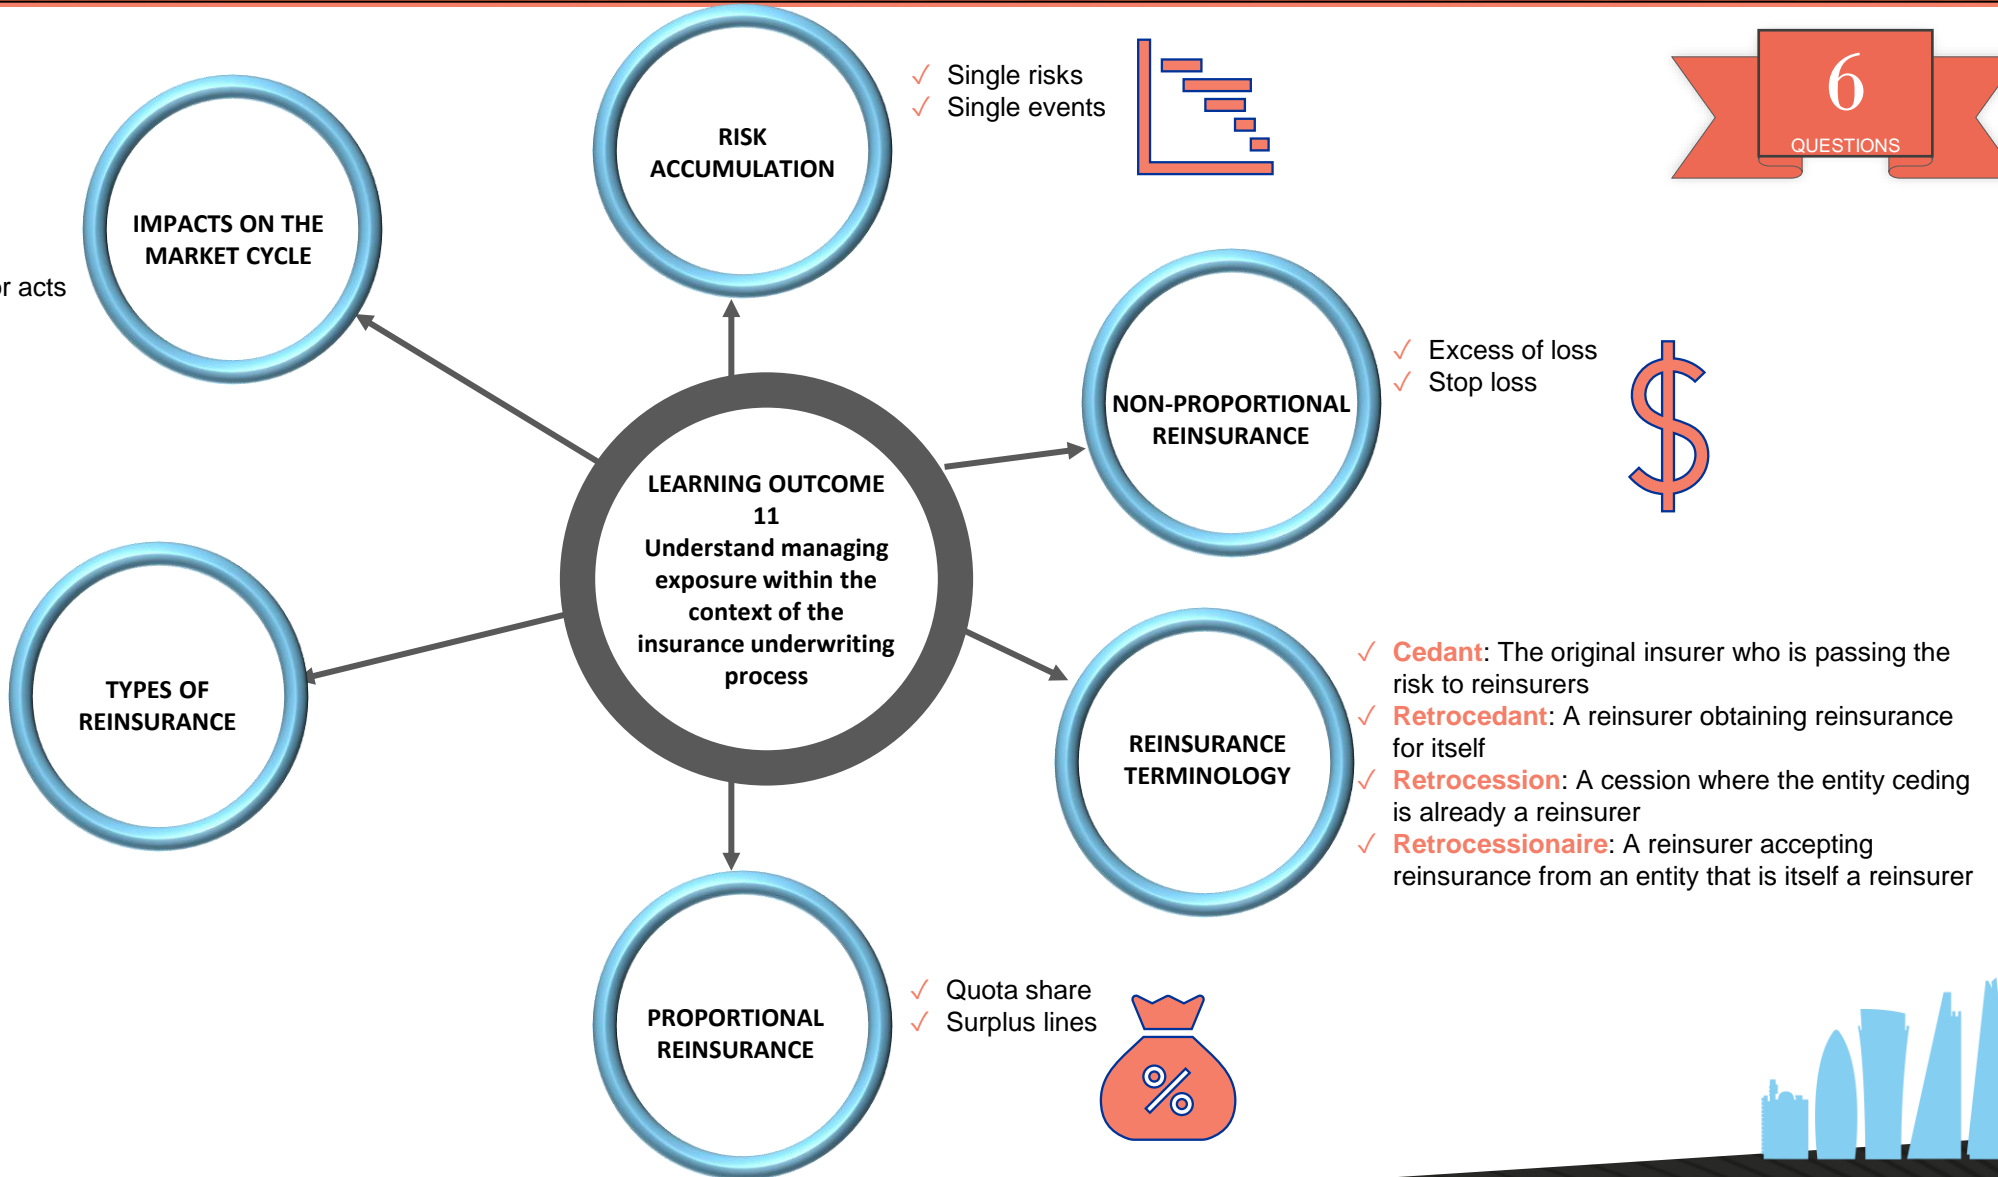 6
QUESTIONS
RISK
ACCUMULATION
✓ Single risks
✓ Single events
IMPACTS ON THE
MARKET CYCLE
r acts
NON-PROPORTIONAL
REINSURANCE
✓ Excess of loss
✓ Stop loss
LEARNING OUTCOME
11
Understand managing
exposure within the
context of the
insurance underwriting
process
TYPES OF
REINSURANCE
REINSURANCE
TERMINOLOGY
✓ Cedant: The original insurer who is passing the
risk to reinsurers
✓ Retrocedant: A reinsurer obtaining reinsurance
for itself
✓ Retrocession: A cession where the entity ceding
is already a reinsurer
✓ Retrocessionaire: A reinsurer accepting
reinsurance from an entity that is itself a reinsurer
PROPORTIONAL
REINSURANCE
✓ Quota share
✓ Surplus lines
%